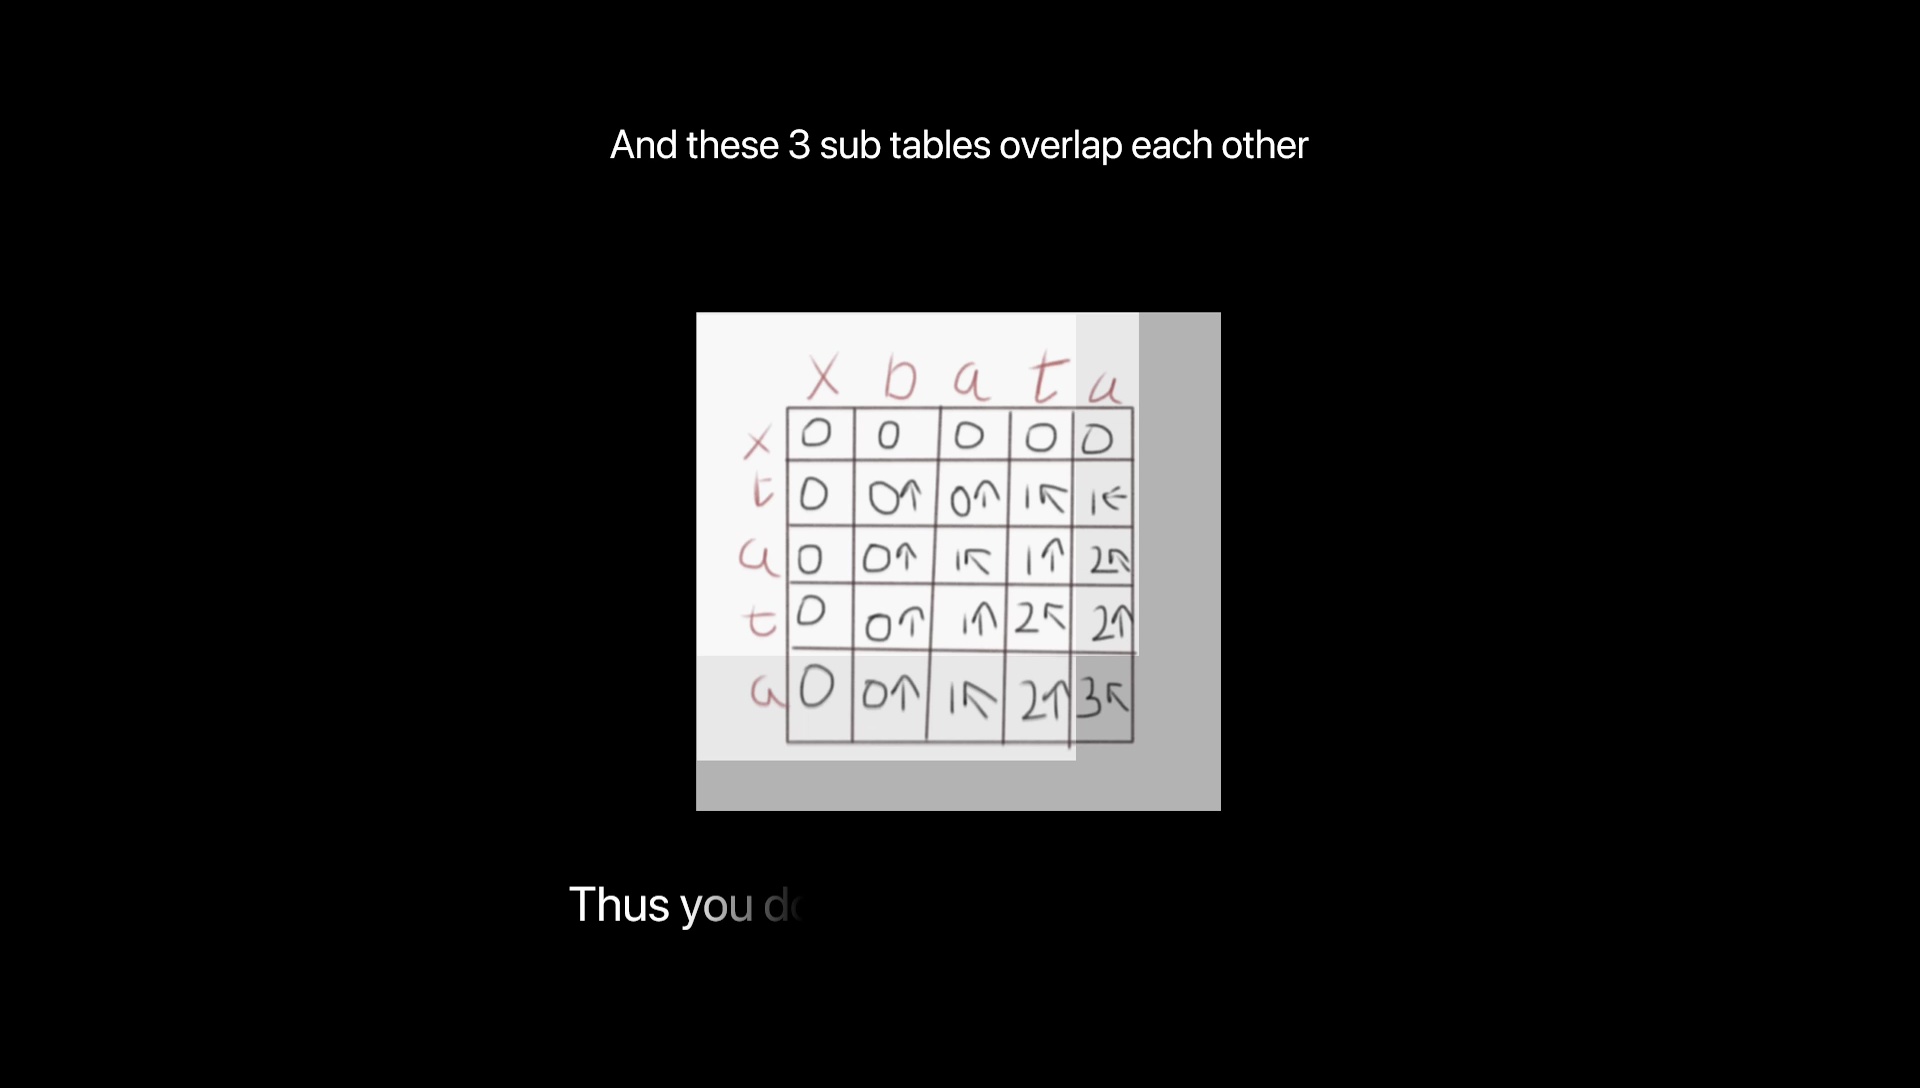 And these 3 sub tables overlap each other
x b a t a
x 0 0 0 0 0
t 0 0↑ 0↑ 1↖ 1←
a 0 0↑ 1↖ 1↑ 2↖
t 0 0↑ 1↑ 2↖ 2↑
a 0 0↑ 1↖ 2↑ 3↖
Thus you